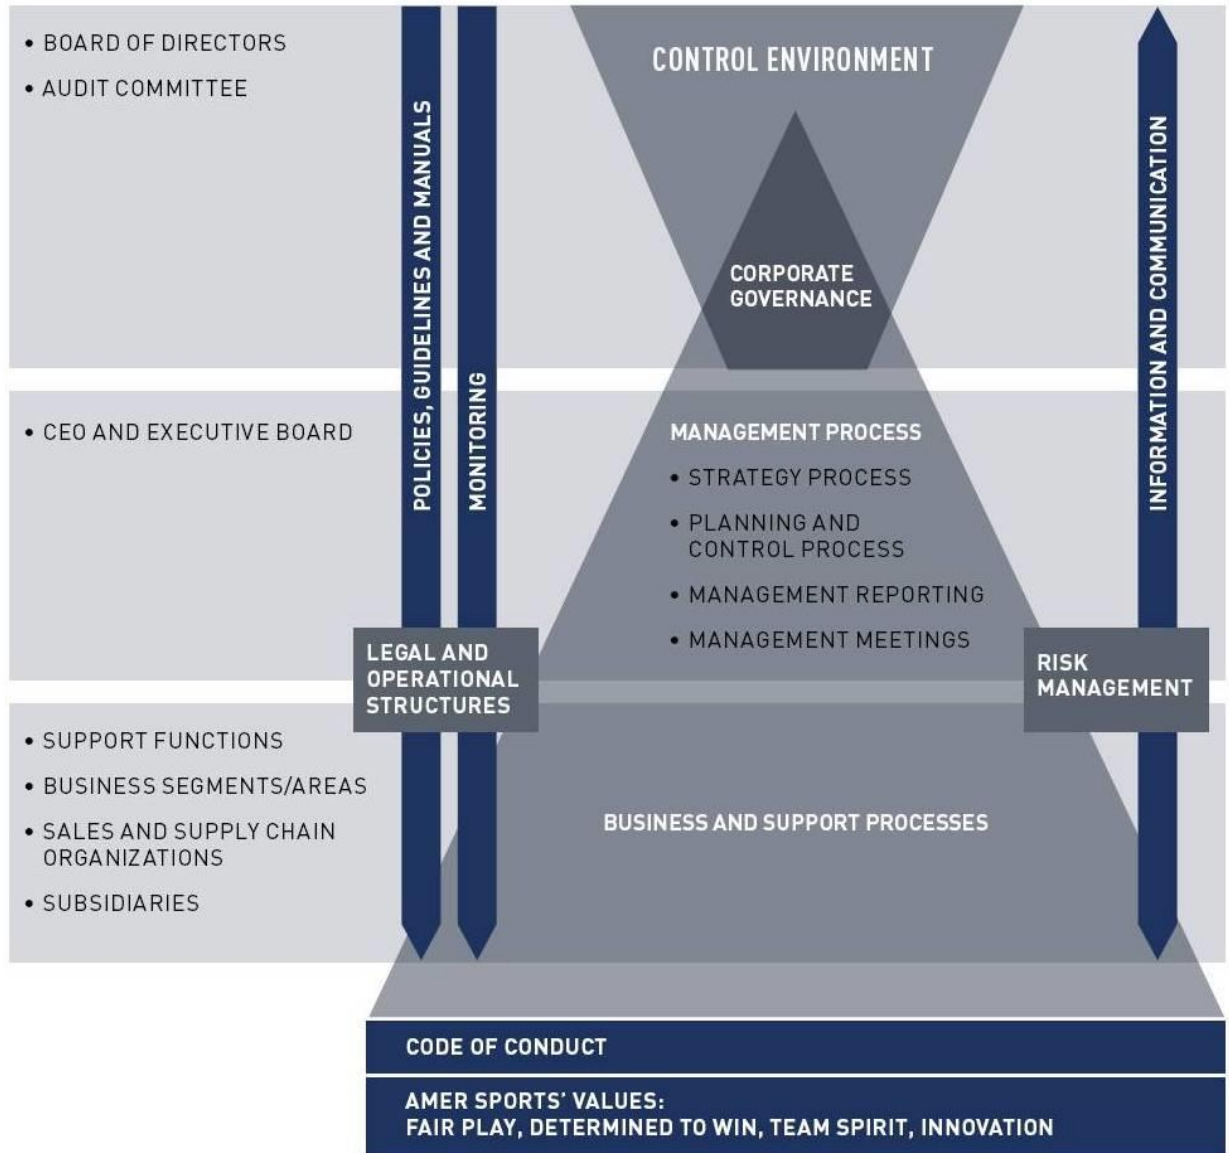 • BOARD OF DIRECTORS
• AUDIT COMMITTEE
POLICIES, GUIDELINES AND MANUALS
MONITORING
CONTROL ENVIRONMENT
CORPORATE
GOVERNANCE
INFORMATION AND COMMUNICATION
• CEO AND EXECUTIVE BOARD
MANAGEMENT PROCESS
• STRATEGY PROCESS
• PLANNING AND
CONTROL PROCESS
• MANAGEMENT REPORTING
• MANAGEMENT MEETINGS
LEGAL AND
OPERATIONAL
STRUCTURES
RISK
MANAGEMENT
• SUPPORT FUNCTIONS
• BUSINESS SEGMENTS/AREAS
• SALES AND SUPPLY CHAIN
ORGANIZATIONS
• SUBSIDIARIES
BUSINESS AND SUPPORT PROCESSES
CODE OF CONDUCT
AMER SPORTS’ VALUES:
FAIR PLAY, DETERMINED TO WIN, TEAM SPIRIT, INNOVATION